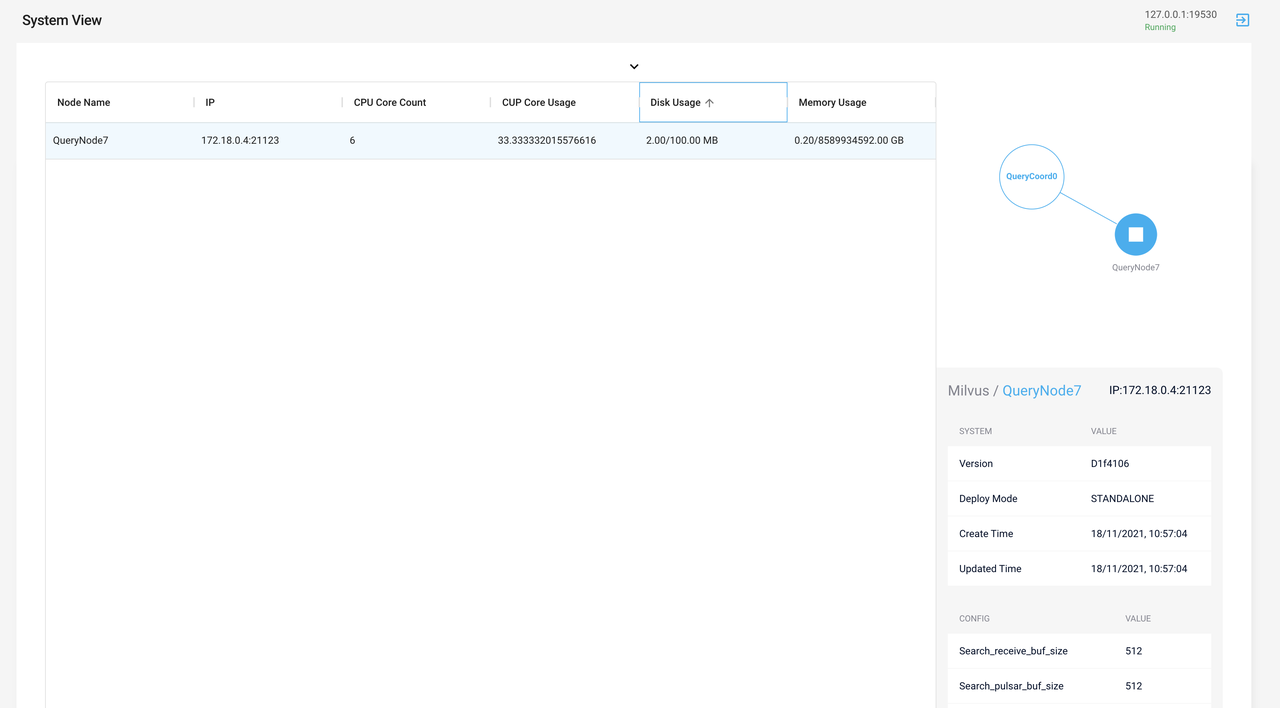 System View
127.0.0.1:19530
Running
Node Name IP CPU Core Count CUP Core Usage Disk Usage Memory Usage
QueryNode7 172.18.0.4:21123 6 33.333332015576616 2.00/100.00 MB 0.20/8589934592.00 GB
QueryCoord0
QueryNode7
Milvus / QueryNode7 IP:172.18.0.4:21123
SYSTEM VALUE
Version D1f4106
Deploy Mode STANDALONE
Create Time 18/11/2021, 10:57:04
Updated Time 18/11/2021, 10:57:04
CONFIG VALUE
Search_receive_buf_size 512
Search_pulsar_buf_size 512